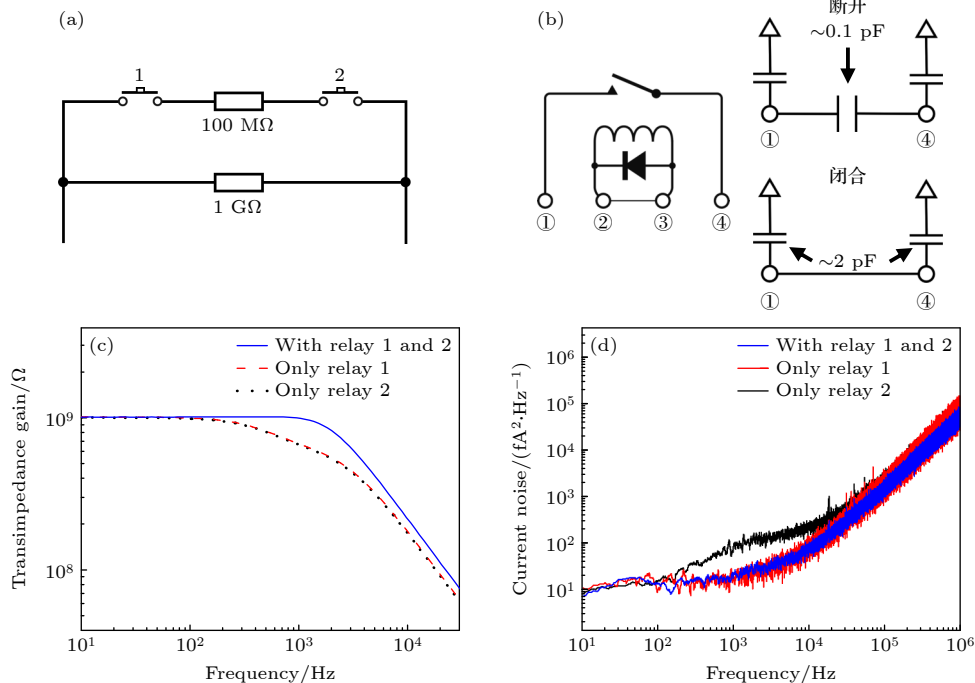 (a)
1
2
100 MΩ
1 GΩ
(b)
① ② ③ ④
断开
~0.1 pF
① ④
闭合
~2 pF
① ④
(c)
With relay 1 and 2
Only relay 1
Only relay 2
Transimpedance gain/Ω
10⁹
10⁸
10¹ 10² 10³ 10⁴
Frequency/Hz
(d)
With relay 1 and 2
Only relay 1
Only relay 2
Current noise/(fA²·Hz⁻¹)
10⁶
10⁵
10⁴
10³
10²
10¹
10¹ 10² 10³ 10⁴ 10⁵ 10⁶
Frequency/Hz